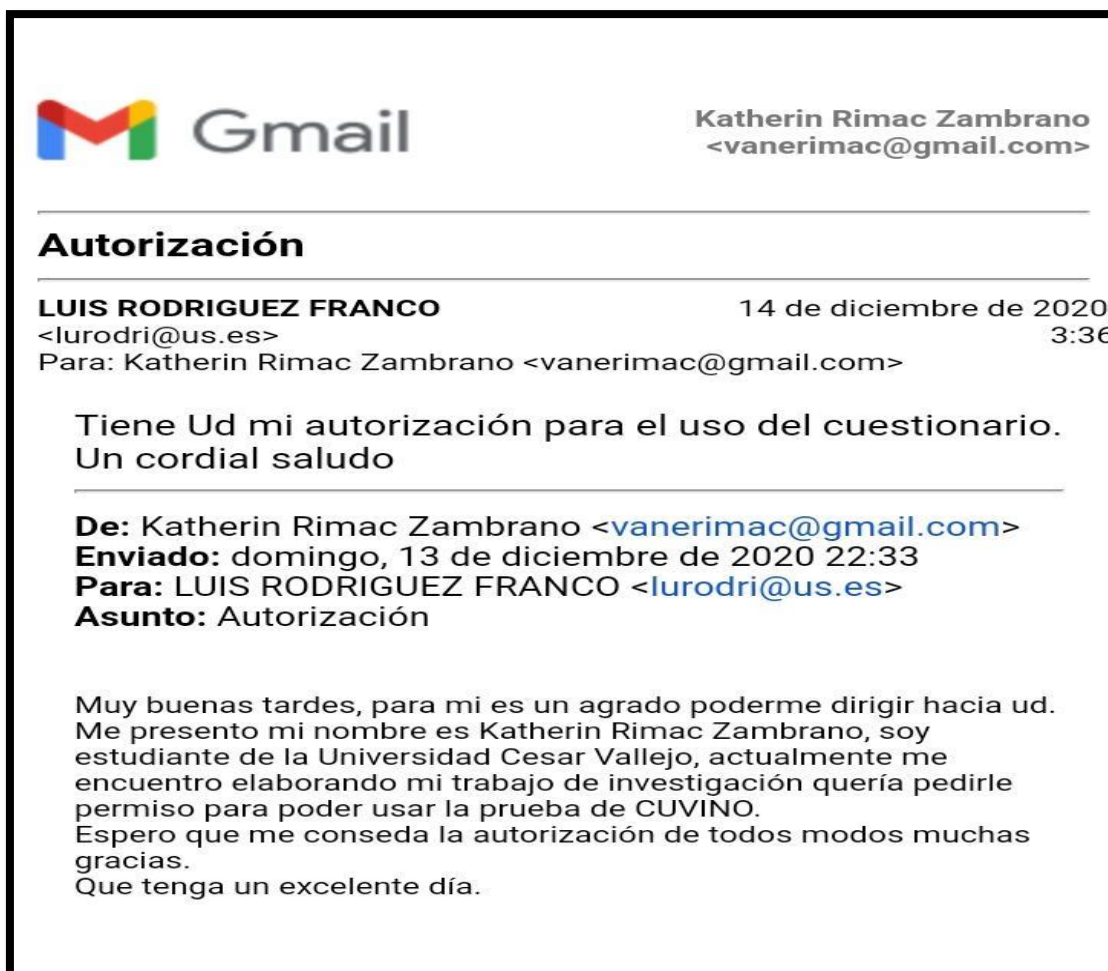 Gmail
Katherin Rimac Zambrano
<vanerimac@gmail.com>
Autorización
LUIS RODRIGUEZ FRANCO
14 de diciembre de 2020
<lurodri@us.es>
3:36
Para: Katherin Rimac Zambrano <vanerimac@gmail.com>
Tiene Ud mi autorización para el uso del cuestionario.
Un cordial saludo
De: Katherin Rimac Zambrano <vanerimac@gmail.com>
Enviado: domingo, 13 de diciembre de 2020 22:33
Para: LUIS RODRIGUEZ FRANCO <lurodri@us.es>
Asunto: Autorización
Muy buenas tardes, para mi es un agrado poderme dirigir hacia ud.
Me presento mi nombre es Katherin Rimac Zambrano, soy
estudiante de la Universidad Cesar Vallejo, actualmente me
encuentro elaborando mi trabajo de investigación quería pedirle
permiso para poder usar la prueba de CUVINO.
Espero que me conseda la autorización de todos modos muchas
gracias.
Que tenga un excelente día.